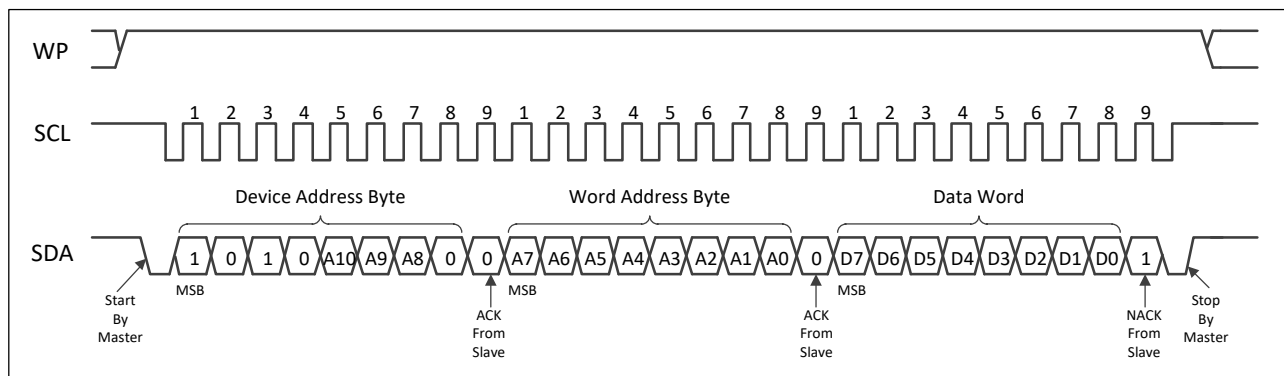 WP
1 2 3 4 5 6 7 8 9 1 2 3 4 5 6 7 8 9 1 2 3 4 5 6 7 8 9
SCL
Device Address Byte Word Address Byte Data Word
SDA
1 0 1 0 A10 A9 A8 0 0 A7 A6 A5 A4 A3 A2 A1 A0 0 D7 D6 D5 D4 D3 D2 D1 D0 1
MSB MSB MSB
Start
By
Master
ACK
From
Slave
ACK
From
Slave
NACK
From
Slave
Stop
By
Master